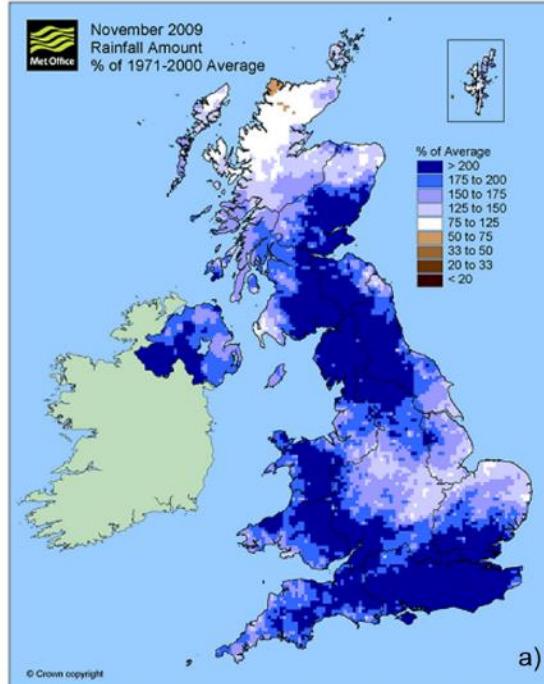 Met Office
November 2009
Rainfall Amount
% of 1971-2000 Average
% of Average
> 200
175 to 200
150 to 175
125 to 150
75 to 125
50 to 75
33 to 50
20 to 33
< 20
© Crown copyright
a)